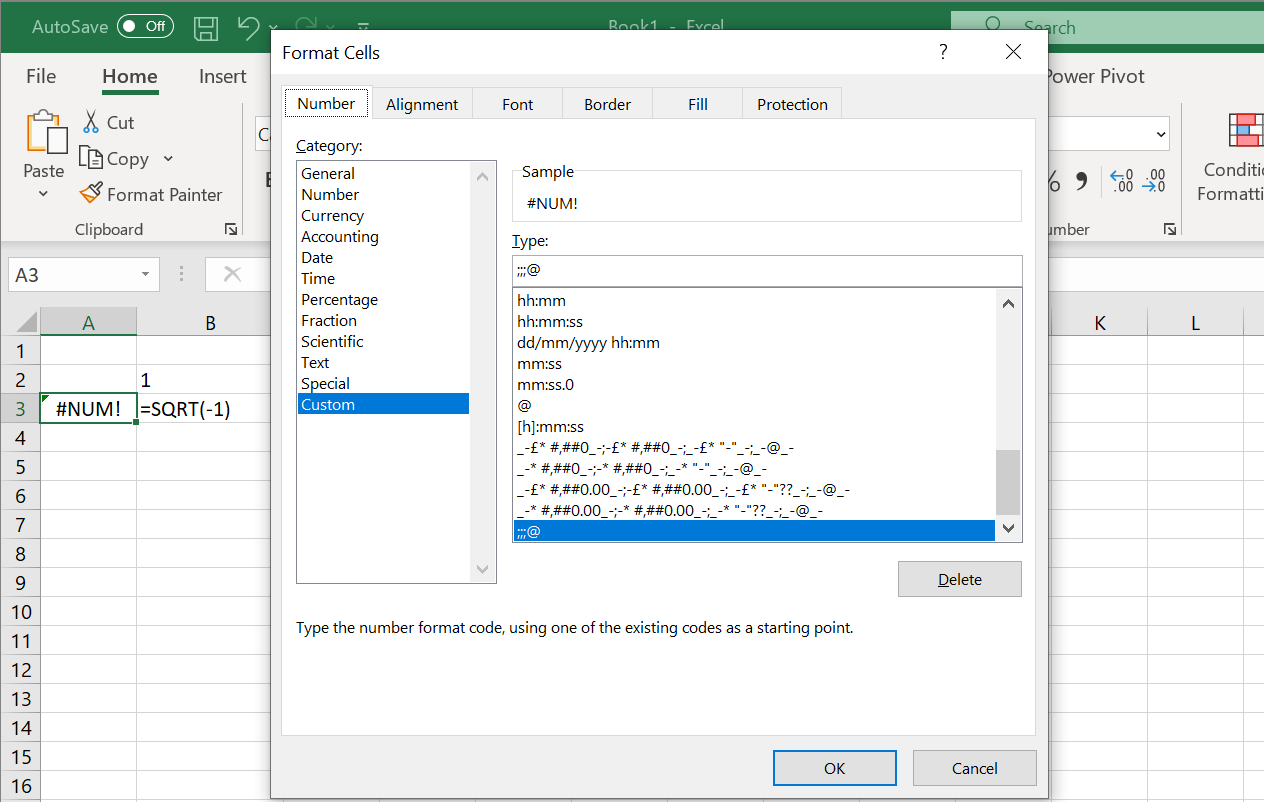 AutoSave Off Book1 - Excel Search
Format Cells ?
File Home Insert Power Pivot
Number Alignment Font Border Fill Protection
Cut
Copy
Paste
Format Painter
Clipboard
Category:
General
Number
Currency
Accounting
Date
Time
Percentage
Fraction
Scientific
Text
Special
Custom
Sample
#NUM!
Type:
;;;@
hh:mm
hh:mm:ss
dd/mm/yyyy hh:mm
mm:ss
mm:ss.0
@
[h]:mm:ss
_-£* #,##0_-;-£* #,##0_-;_-£* "-"_-;_-@_-
_-* #,##0_-;-* #,##0_-;_-* "-"_-;_-@_-
_-£* #,##0.00_-;-£* #,##0.00_-;_-£* "-"??_-;_-@_-
_-* #,##0.00_-;-* #,##0.00_-;_-* "-"??_-;_-@_-
;;;@
Delete
Type the number format code, using one of the existing codes as a starting point.
OK Cancel
% , .0 .00 .00 .0
Conditio
Formatti
umber
A3
A B K L
1
2 1
3 #NUM! =SQRT(-1)
4
5
6
7
8
9
10
11
12
13
14
15
16